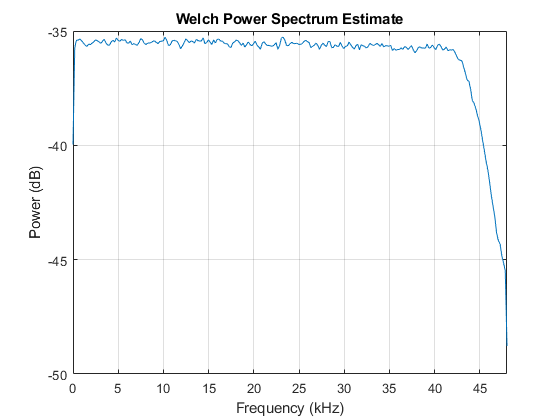 Welch Power Spectrum Estimate
-35
-40
-45
-50
Power (dB)
0 5 10 15 20 25 30 35 40 45
Frequency (kHz)